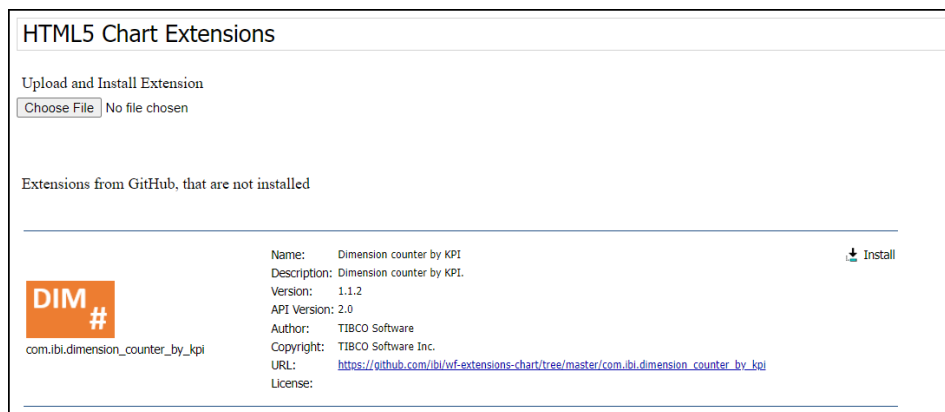 HTML5 Chart Extensions
Upload and Install Extension
Choose File No file chosen
Extensions from GitHub, that are not installed
DIM
#
com.ibi.dimension_counter_by_kpi
Name: Dimension counter by KPI
Description: Dimension counter by KPI.
Version: 1.1.2
API Version: 2.0
Author: TIBCO Software
Copyright: TIBCO Software Inc.
URL: https://github.com/ibi/wf-extensions-chart/tree/master/com.ibi.dimension_counter_by_kpi
License:
Install